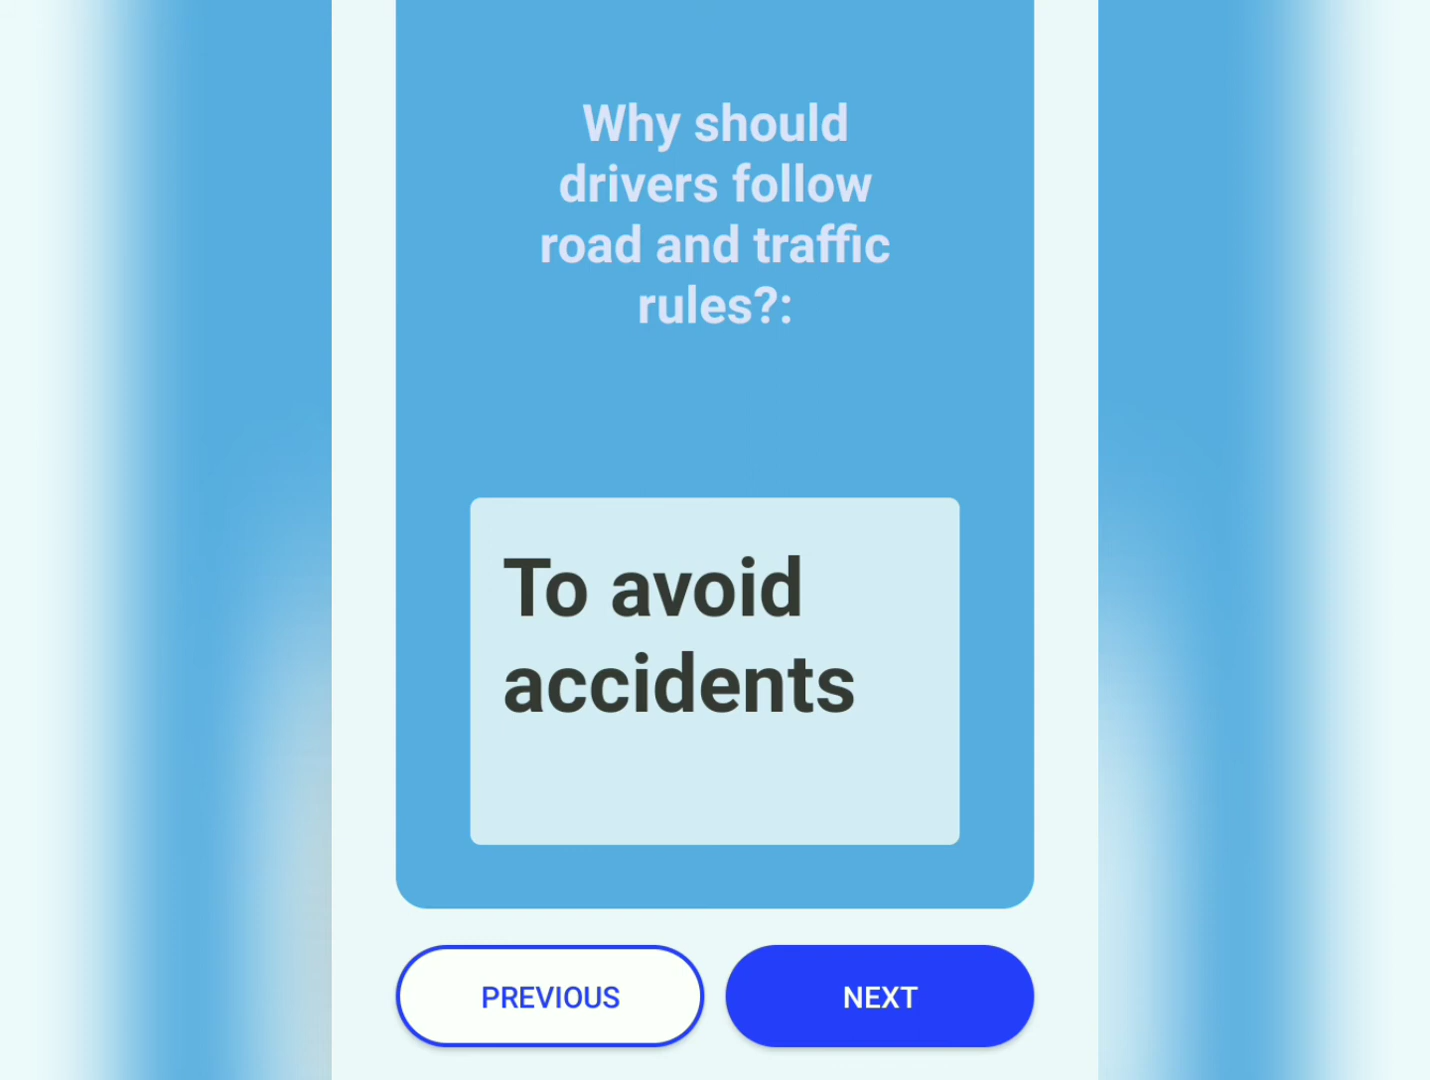 Why should
drivers follow
road and traffic
rules?:
To avoid
accidents
PREVIOUS
NEXT